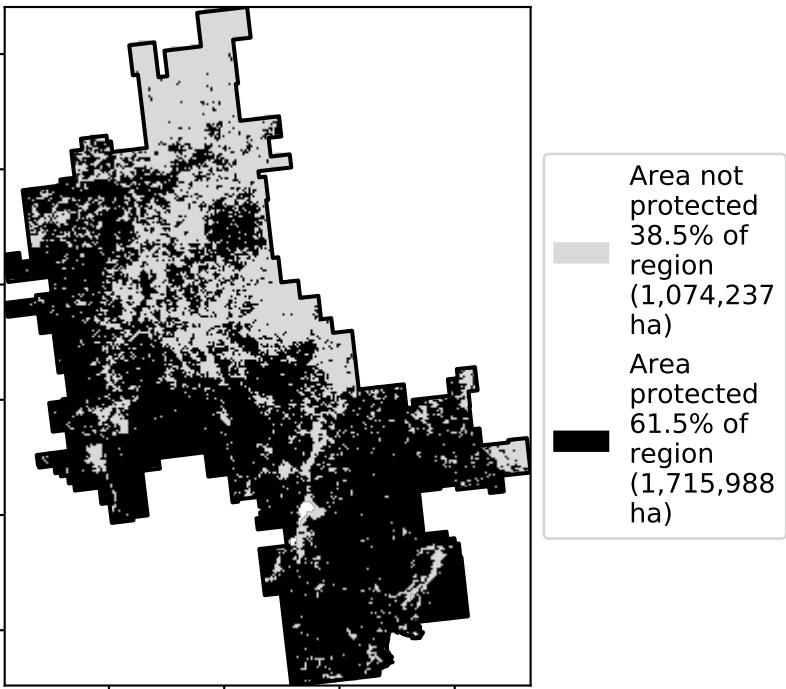 Area not
protected
38.5% of
region
(1,074,237
ha)
Area
protected
61.5% of
region
(1,715,988
ha)